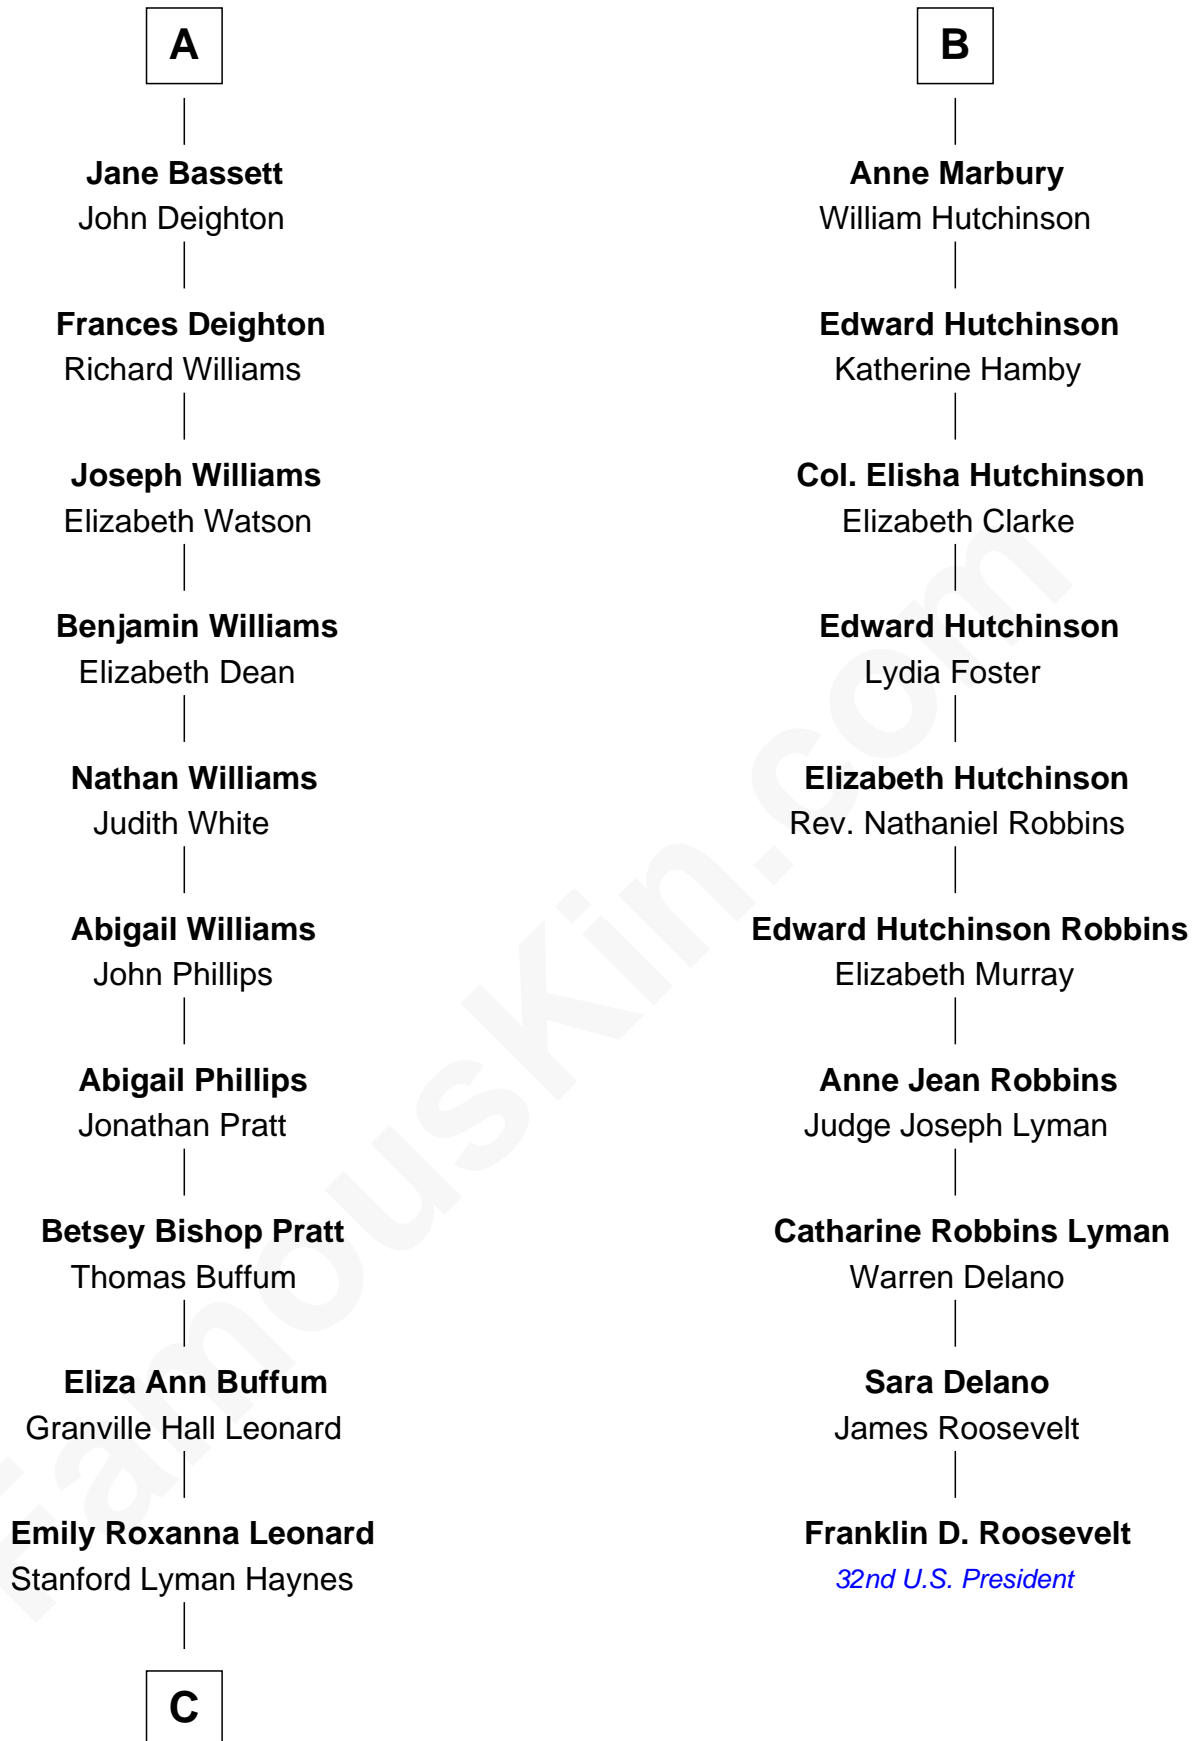 A
Jane Bassett
John Deighton
Frances Deighton
Richard Williams
Joseph Williams
Elizabeth Watson
Benjamin Williams
Elizabeth Dean
Nathan Williams
Judith White
Abigail Williams
John Phillips
Abigail Phillips
Jonathan Pratt
Betsey Bishop Pratt
Thomas Buffum
Eliza Ann Buffum
Granville Hall Leonard
Emily Roxanna Leonard
Stanford Lyman Haynes
C
B
Anne Marbury
William Hutchinson
Edward Hutchinson
Katherine Hamby
Col. Elisha Hutchinson
Elizabeth Clarke
Edward Hutchinson
Lydia Foster
Elizabeth Hutchinson
Rev. Nathaniel Robbins
Edward Hutchinson Robbins
Elizabeth Murray
Anne Jean Robbins
Judge Joseph Lyman
Catharine Robbins Lyman
Warren Delano
Sara Delano
James Roosevelt
Franklin D. Roosevelt
32nd U.S. President
FamousKin.com